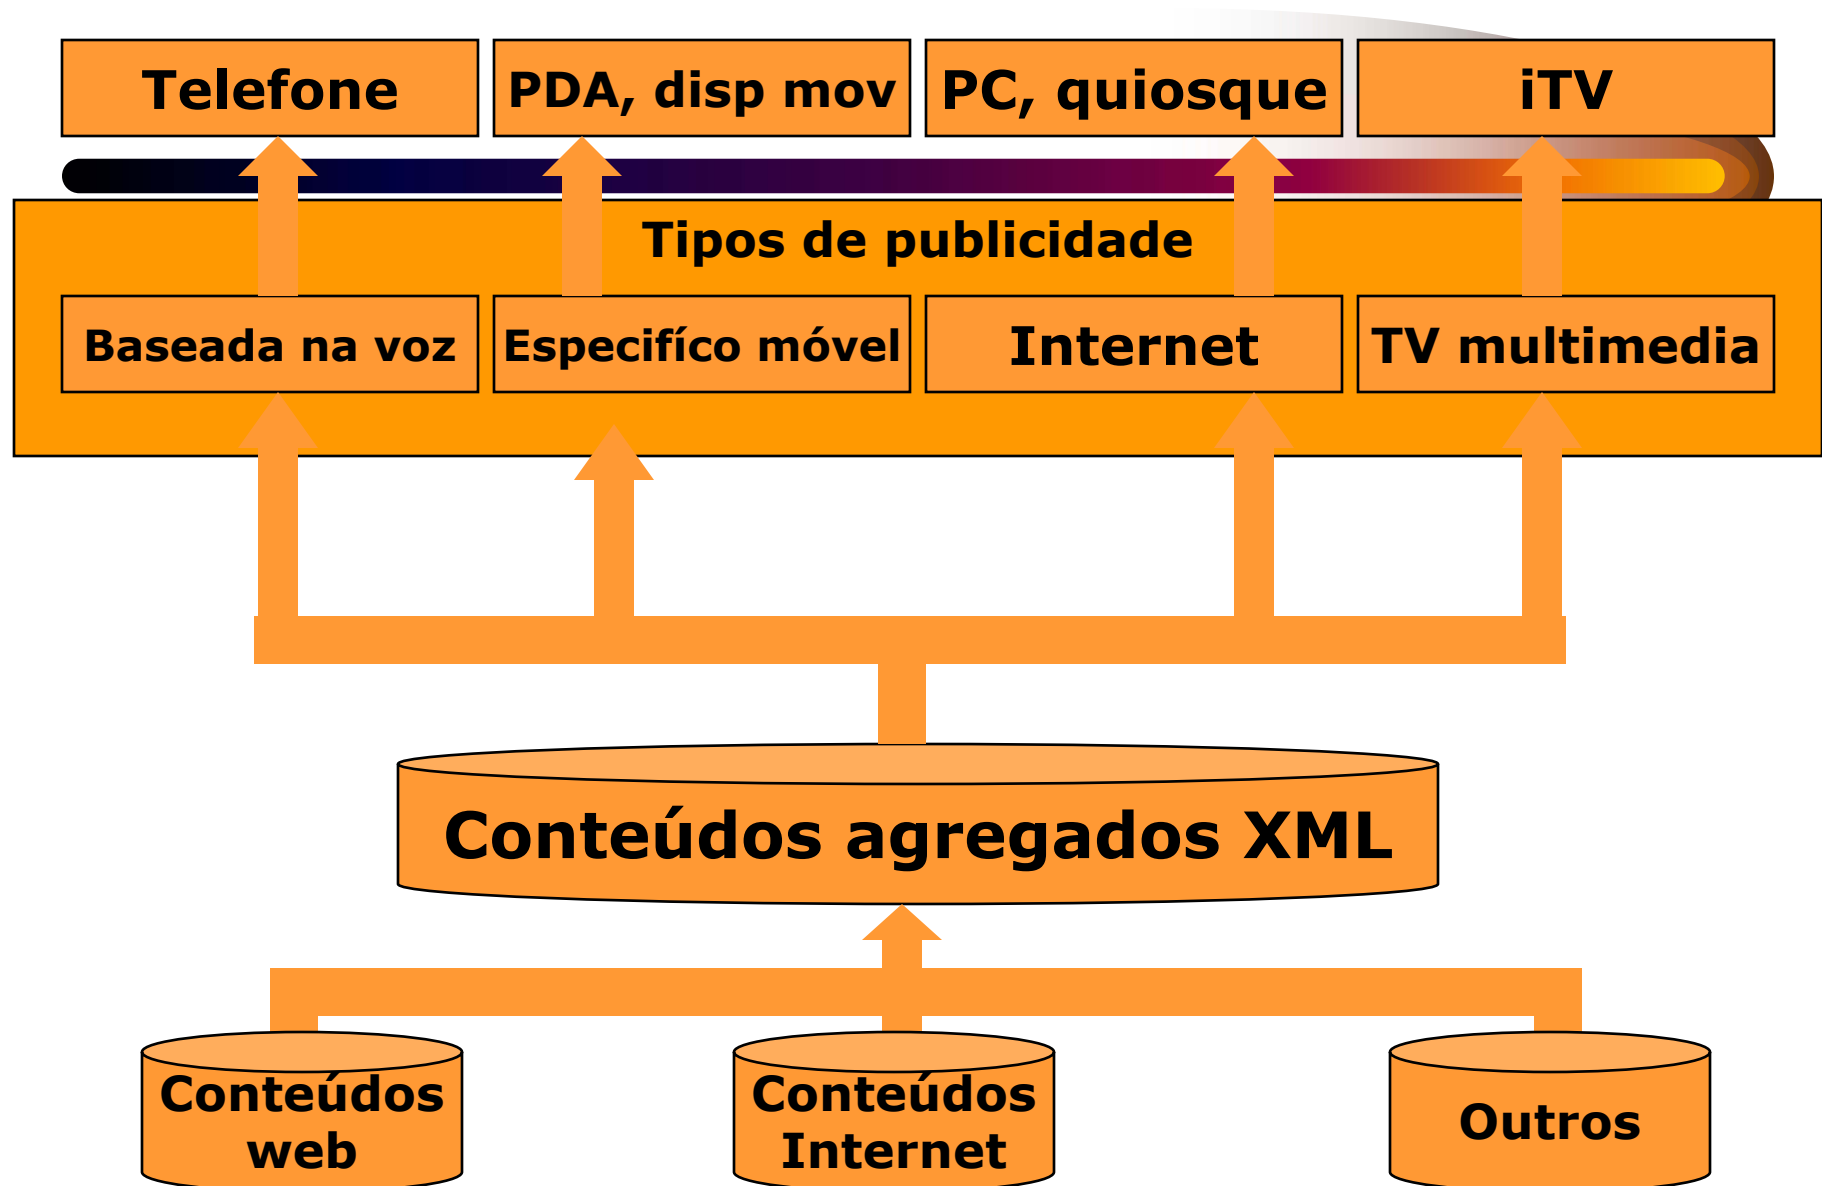 Telefone
PDA, disp mov
PC, quiosque
iTV
Tipos de publicidade
Baseada na voz
Especifíco móvel
Internet
TV multimedia
Conteúdos agregados XML
Conteúdos
web
Conteúdos
Internet
Outros